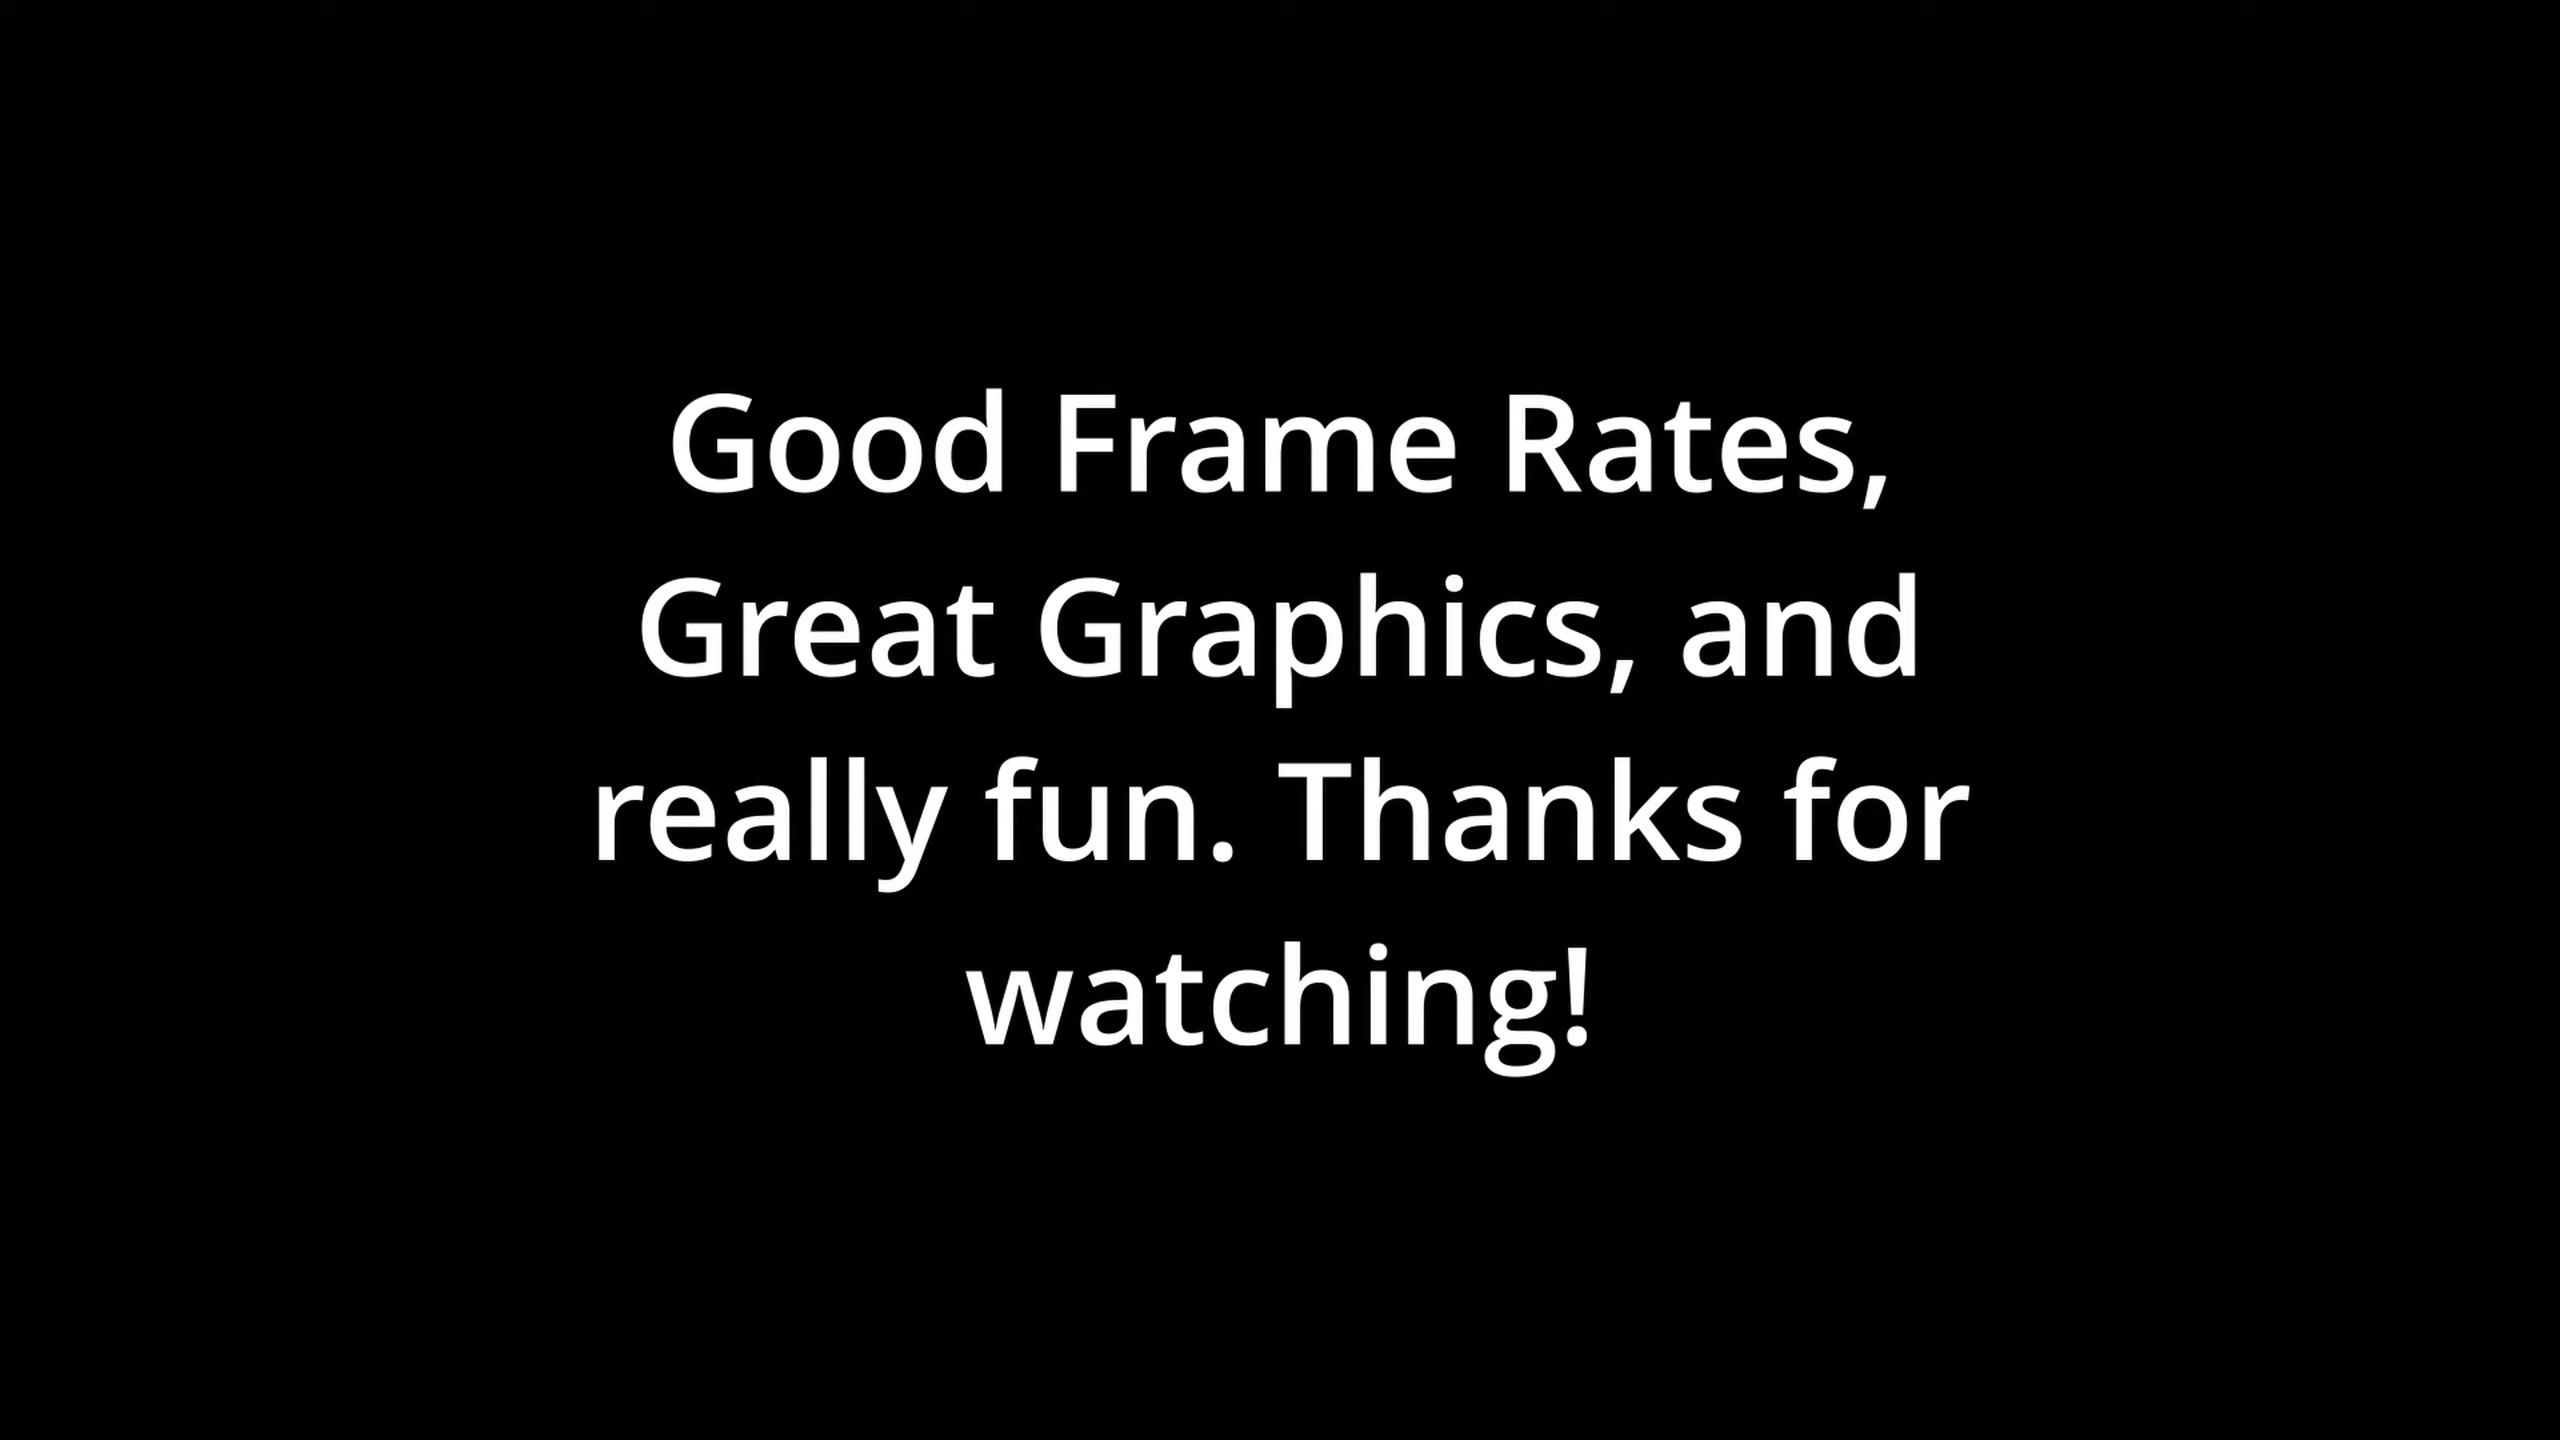 Good Frame Rates,
Great Graphics, and
really fun. Thanks for
watching!